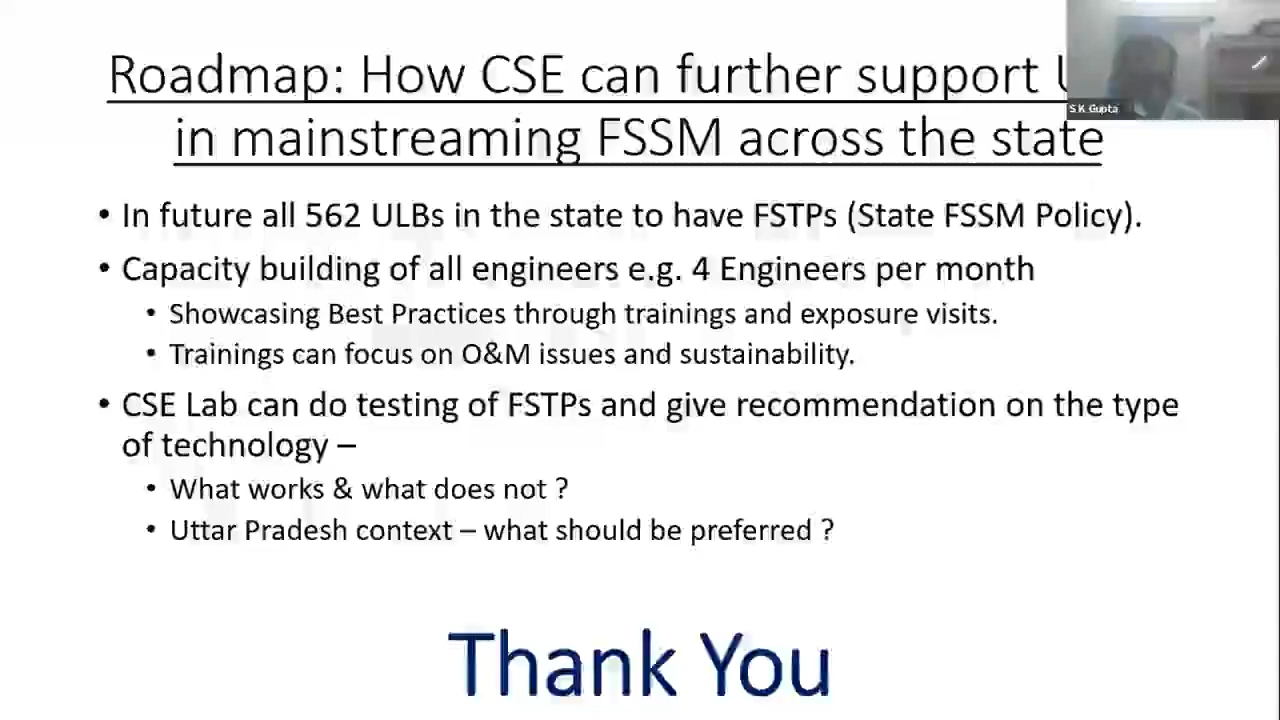 Roadmap: How CSE can further support
in mainstreaming FSSM across the state
S K Gupta
• In future all 562 ULBs in the state to have FSTPs (State FSSM Policy).
• Capacity building of all engineers e.g. 4 Engineers per month
• Showcasing Best Practices through trainings and exposure visits.
• Trainings can focus on O&M issues and sustainability.
• CSE Lab can do testing of FSTPs and give recommendation on the type
of technology –
• What works & what does not ?
• Uttar Pradesh context – what should be preferred ?
Thank You